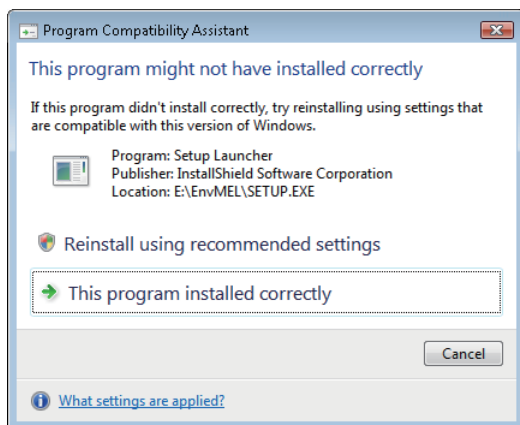 Program Compatibility Assistant
This program might not have installed correctly
If this program didn't install correctly, try reinstalling using settings that
are compatible with this version of Windows.
Program: Setup Launcher
Publisher: InstallShield Software Corporation
Location: E:\EnvMEL\SETUP.EXE
Reinstall using recommended settings
This program installed correctly
Cancel
What settings are applied?